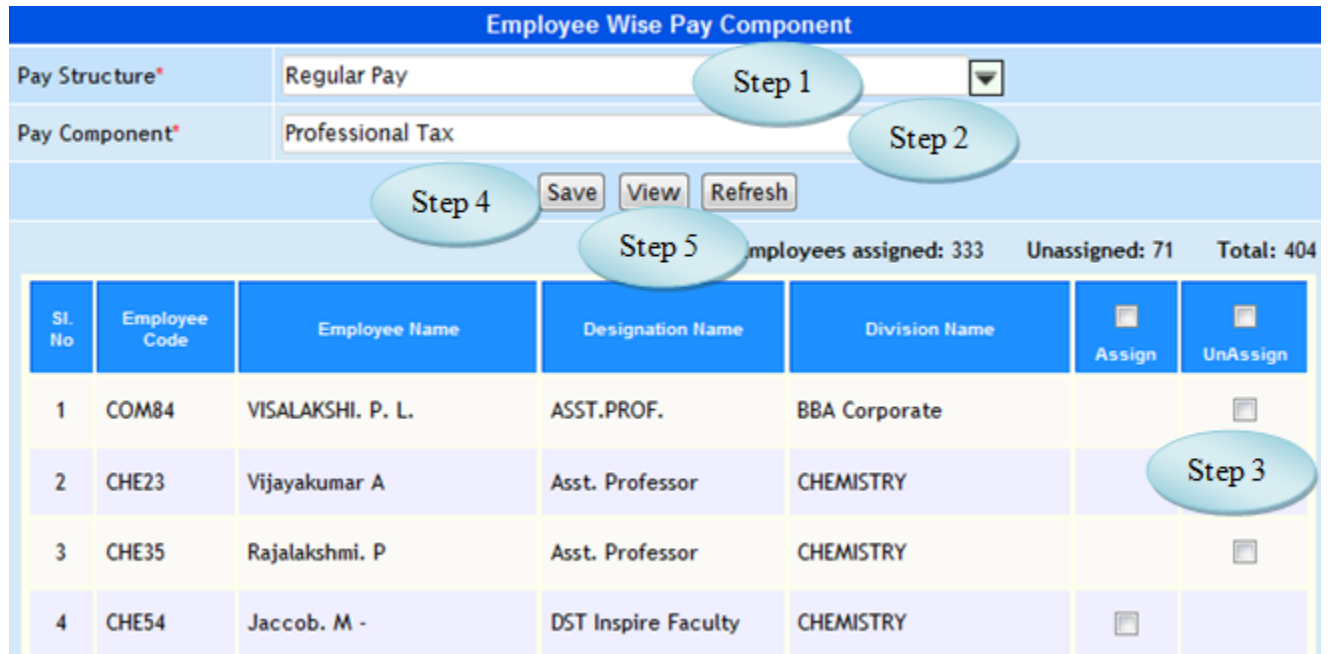 Employee Wise Pay Component
Pay Structure* Regular Pay Step 1
Pay Component* Professional Tax Step 2
Step 4 Save View Refresh
Step 5 mployees assigned: 333 Unassigned: 71 Total: 404
Sl. No Employee Code Employee Name Designation Name Division Name Assign UnAssign
1 COM84 VISALAKSHI. P. L. ASST.PROF. BBA Corporate
2 CHE23 Vijayakumar A Asst. Professor CHEMISTRY Step 3
3 CHE35 Rajalakshmi. P Asst. Professor CHEMISTRY
4 CHE54 Jaccob. M - DST Inspire Faculty CHEMISTRY